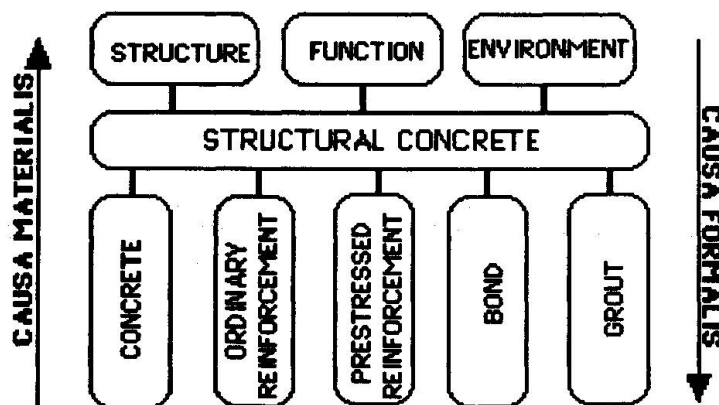 CAUSA MATERIALIS
STRUCTURE
FUNCTION
ENVIRONMENT
STRUCTURAL CONCRETE
CONCRETE
ORDINARY
REINFORCEMENT
PRESTRESSED
REINFORCEMENT
BOND
GROUT
CAUSA FORMALIS